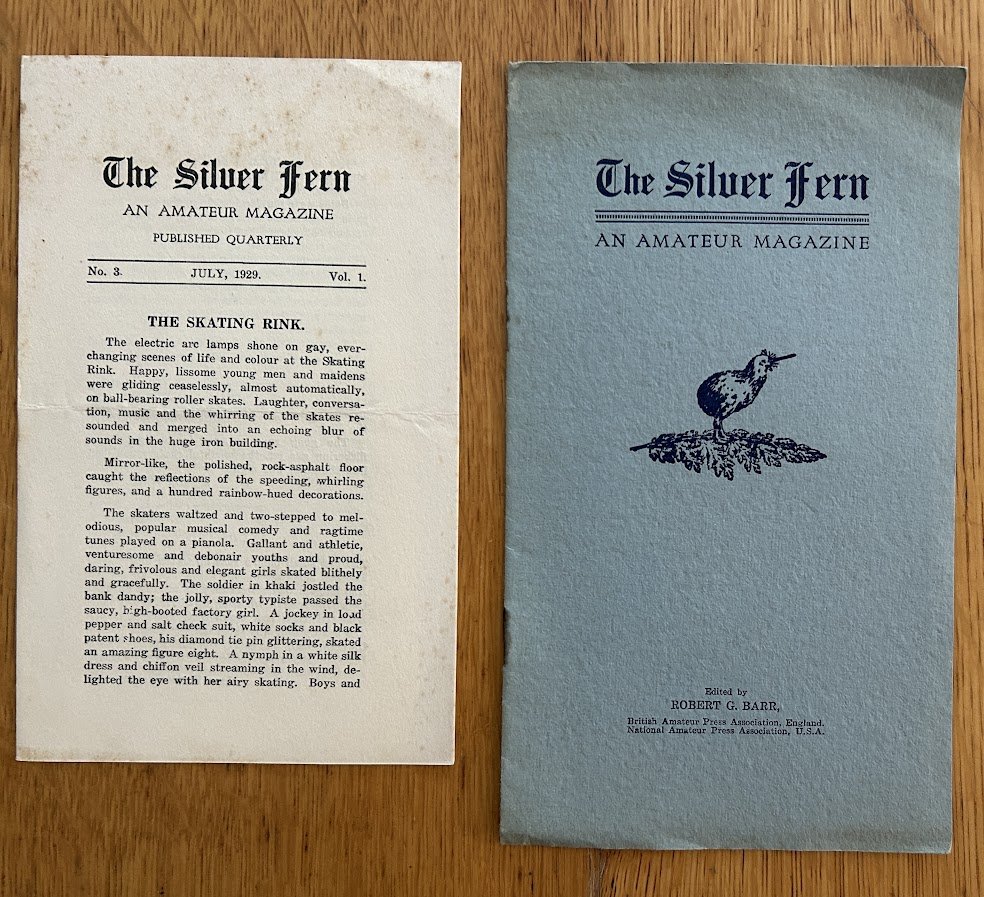 The Silver Fern
AN AMATEUR MAGAZINE
PUBLISHED QUARTERLY
No. 3. JULY, 1929. Vol. 1.
THE SKATING RINK.
The electric arc lamps shone on gay, ever-
changing scenes of life and colour at the Skating
Rink. Happy, lissome young men and maidens
were gliding ceaselessly, almost automatically,
on ball-bearing roller skates. Laughter, conversa-
tion, music and the whirring of the skates re-
sounded and merged into an echoing blur of
sounds in the huge iron building.
Mirror-like, the polished, rock-asphalt floor
caught the reflections of the speeding, whirling
figures, and a hundred rainbow-hued decorations.
The skaters waltzed and two-stepped to mel-
odious, popular musical comedy and ragtime
tunes played on a pianola. Gallant and athletic,
venturesome and debonair youths and proud,
daring, frivolous and elegant girls skated blithely
and gracefully. The soldier in khaki jostled the
bank dandy; the jolly, sporty typiste passed the
saucy, high-booted factory girl. A jockey in loud
pepper and salt check suit, white socks and black
patent shoes, his diamond tie pin glittering, skated
an amazing figure eight. A nymph in a white silk
dress and chiffon veil streaming in the wind, de-
lighted the eye with her airy skating. Boys and
The Silver Fern
AN AMATEUR MAGAZINE
Edited by
ROBERT G. BARR,
British Amateur Press Association, England.
National Amateur Press Association, U.S.A.